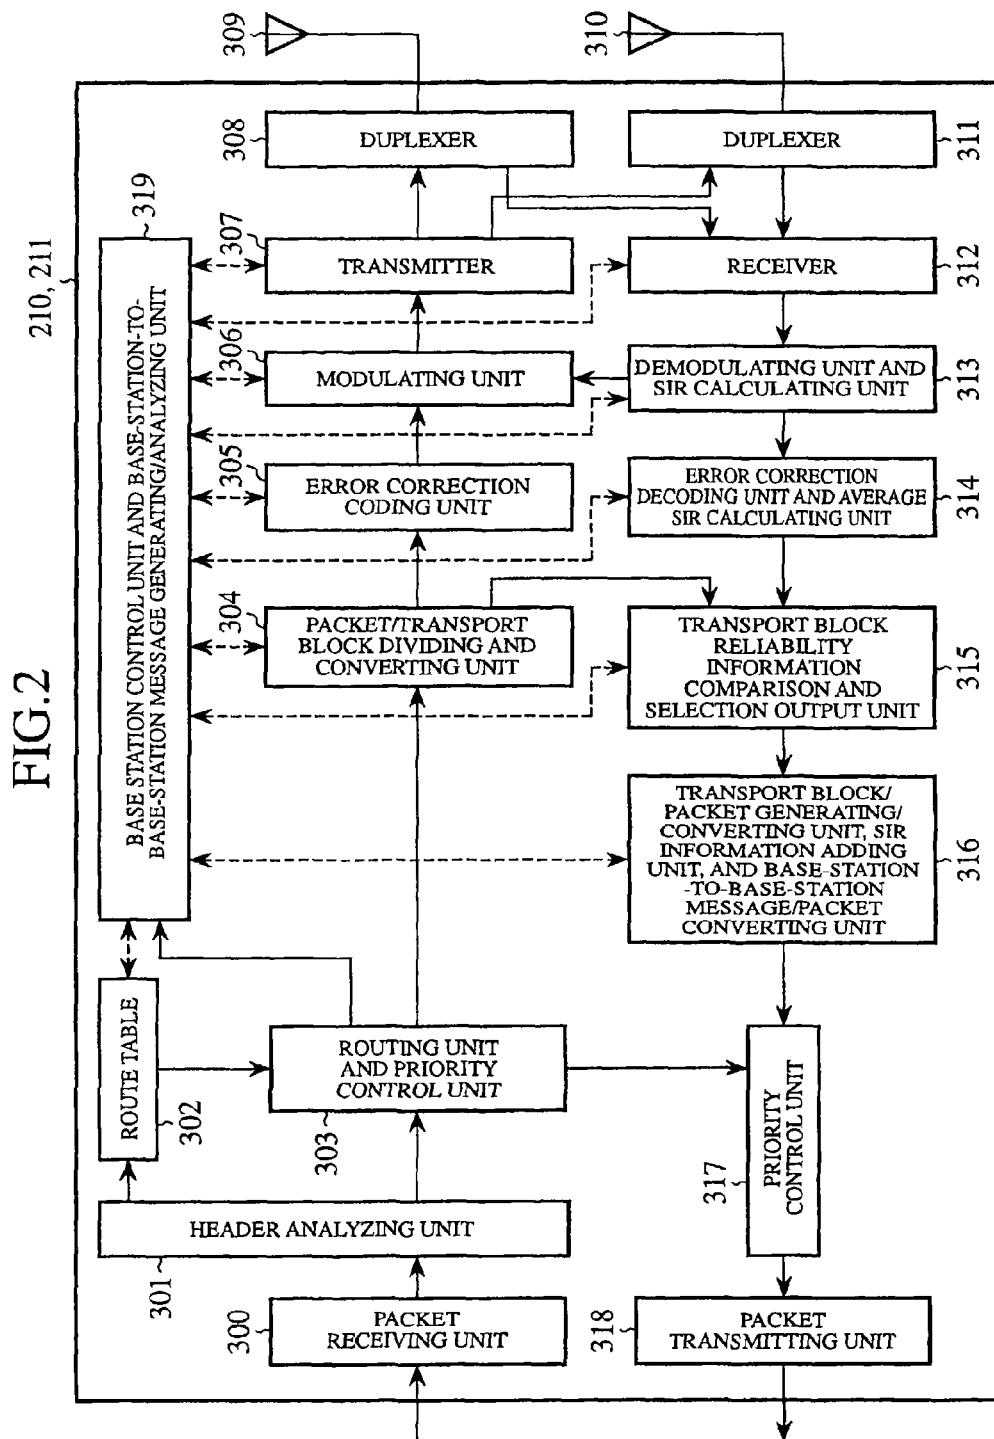 FIG.2
210, 211
309
310
308
DUPLEXER
DUPLEXER
311
319
BASE STATION CONTROL UNIT AND BASE-STATION-TO-
BASE-STATION MESSAGE GENERATING/ANALYZING UNIT
307
TRANSMITTER
RECEIVER
312
306
MODULATING UNIT
DEMODULATING UNIT AND
SIR CALCULATING UNIT
313
305
ERROR CORRECTION
CODING UNIT
ERROR CORRECTION
DECODING UNIT AND AVERAGE
SIR CALCULATING UNIT
314
304
PACKET/TRANSPORT
BLOCK DIVIDING AND
CONVERTING UNIT
TRANSPORT BLOCK
RELIABILITY
INFORMATION
COMPARISON AND
SELECTION OUTPUT UNIT
315
TRANSPORT BLOCK/
PACKET GENERATING/
CONVERTING UNIT, SIR
INFORMATION ADDING
UNIT, AND BASE-STATION
-TO-BASE-STATION
MESSAGE/PACKET
CONVERTING UNIT
316
ROUTE TABLE
302
ROUTING UNIT
AND PRIORITY
CONTROL UNIT
303
PRIORITY
CONTROL UNIT
317
HEADER ANALYZING UNIT
301
300
PACKET
RECEIVING UNIT
318
PACKET
TRANSMITTING UNIT